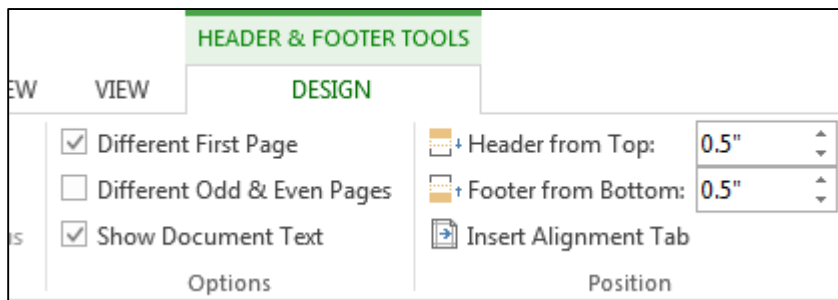 HEADER & FOOTER TOOLS
EW VIEW DESIGN
Different First Page Header from Top: 0.5"
Different Odd & Even Pages Footer from Bottom: 0.5"
Show Document Text Insert Alignment Tab
Options Position